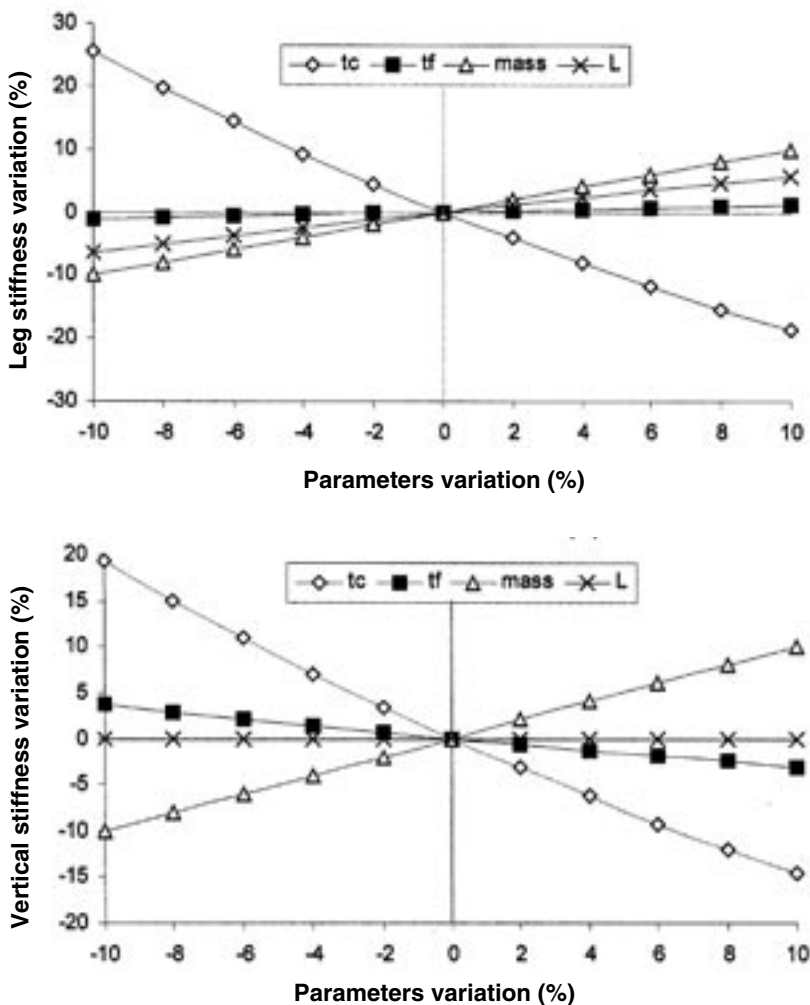 30
20
10
0
-10
-20
-30
Leg stiffness variation (%)
tc tf mass L
-10 -8 -6 -4 -2 0 2 4 6 8 10
Parameters variation (%)
20
15
10
5
0
-5
-10
-15
-20
Vertical stiffness variation (%)
tc tf mass L
-10 -8 -6 -4 -2 0 2 4 6 8 10
Parameters variation (%)